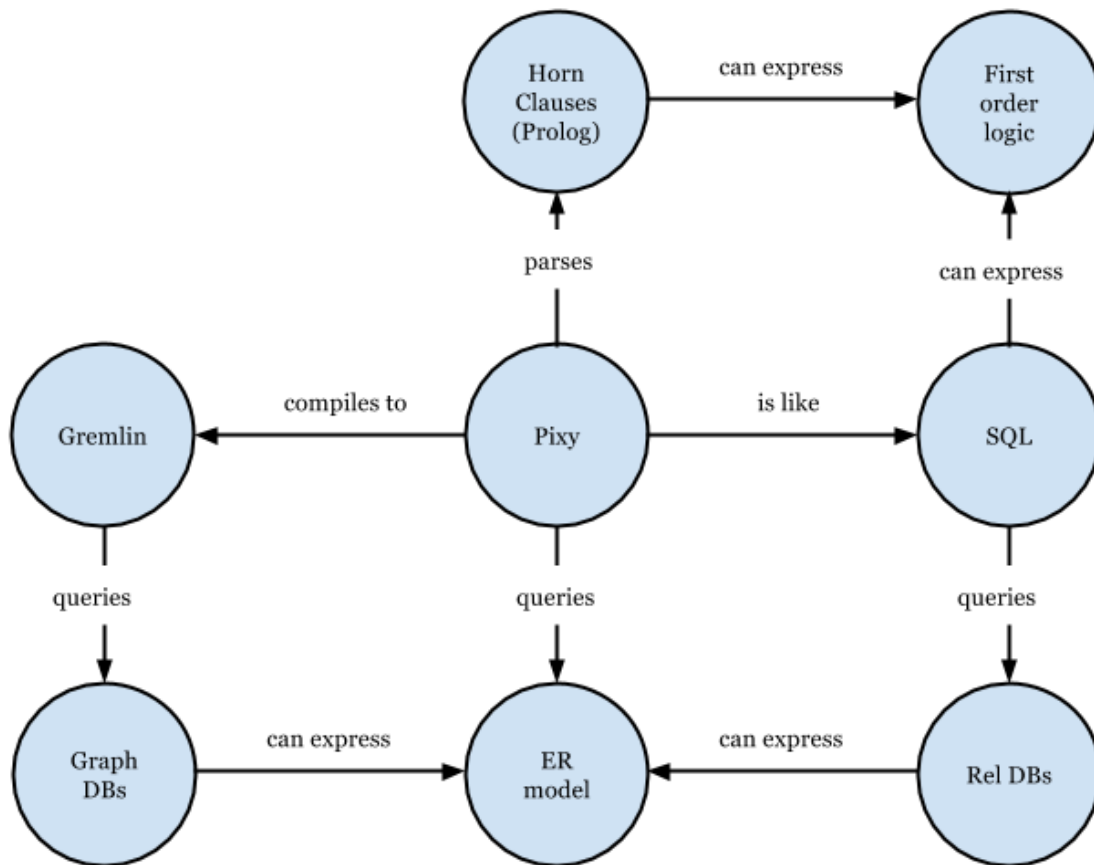 Horn
Clauses
(Prolog)
can express
First
order
logic
parses
can express
Gremlin
compiles to
Pixy
is like
SQL
queries
queries
queries
Graph
DBs
can express
ER
model
can express
Rel DBs